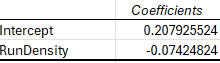 Coefficients
Intercept 0.207925524
RunDensity -0.07424824